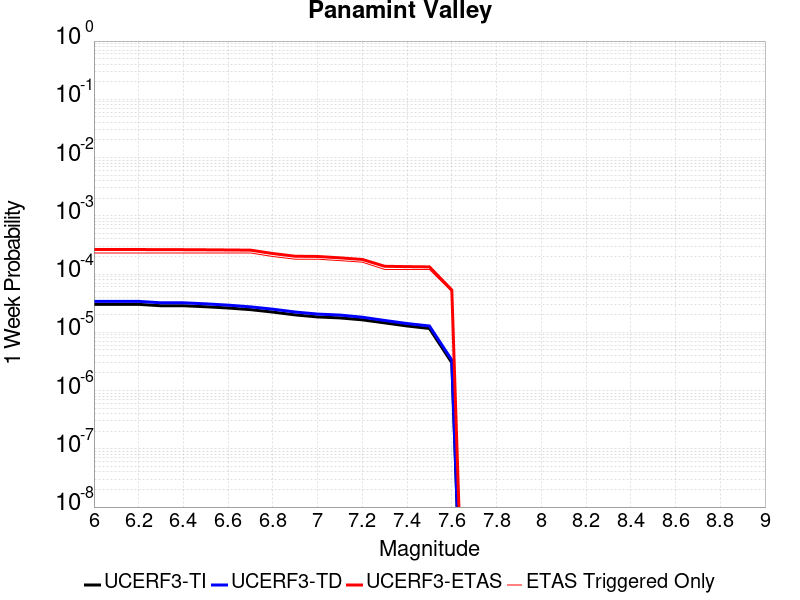 Panamint Valley
10^0
10^-1
10^-2
10^-3
10^-4
10^-5
10^-6
10^-7
10^-8
1 Week Probability
6 6.2 6.4 6.6 6.8 7 7.2 7.4 7.6 7.8 8 8.2 8.4 8.6 8.8 9
Magnitude
UCERF3-TI UCERF3-TD UCERF3-ETAS ETAS Triggered Only